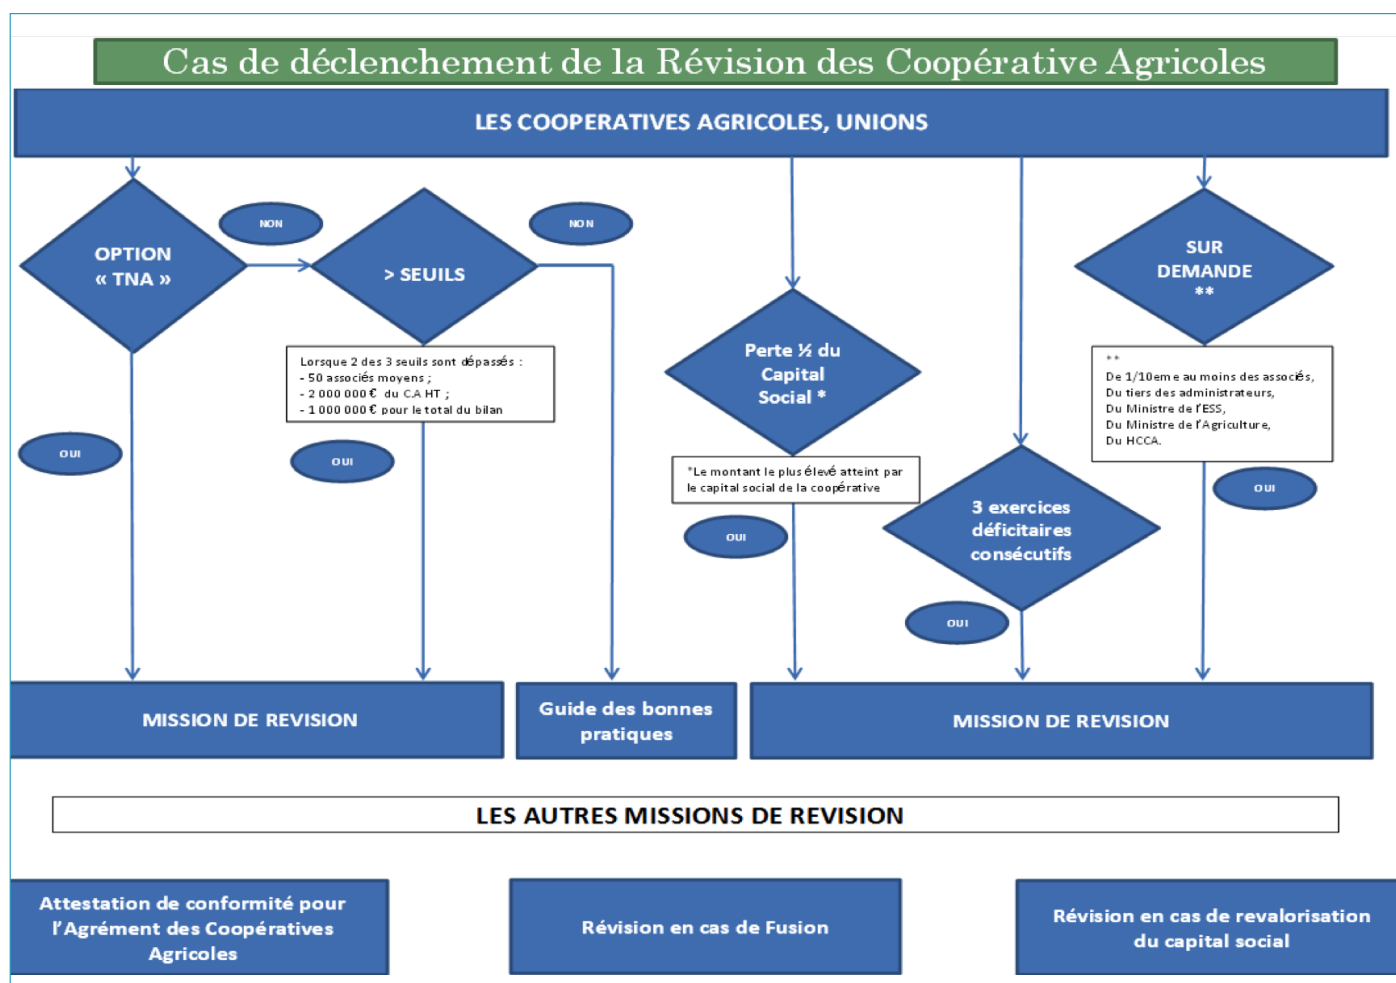 Cas de déclenchement de la Révision des Coopérative Agricoles
LES COOPERATIVES AGRICOLES, UNIONS
OPTION
« TNA »
NON
> SEUILS
NON
SUR
DEMANDE
**
Lorsque 2 des 3 seuils sont dépassés :
- 50 associés moyens ;
- 2 000 000 € du C.A HT ;
- 1 000 000 € pour le total du bilan
Perte ½ du
Capital
Social *
**
De 1/10eme au moins des associés,
Du tiers des administrateurs,
Du Ministre de l'ESS,
Du Ministre de l'Agriculture,
Du HCCA.
OUI
OUI
*Le montant le plus élevé atteint par
le capital social de la coopérative
OUI
3 exercices
déficitaires
consécutifs
OUI
OUI
MISSION DE REVISION
Guide des bonnes
pratiques
MISSION DE REVISION
LES AUTRES MISSIONS DE REVISION
Attestation de conformité pour
l'Agrément des Coopératives
Agricoles
Révision en cas de Fusion
Révision en cas de revalorisation
du capital social